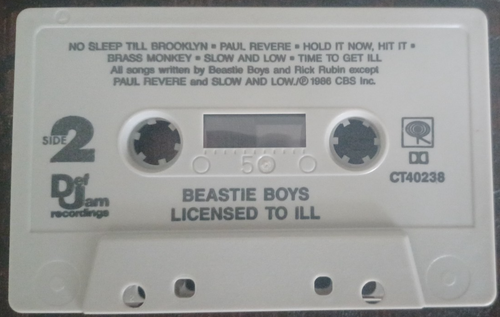 NO SLEEP TILL BROOKLYN ▪ PAUL REVERE ▪ HOLD IT NOW, HIT IT ▪
BRASS MONKEY ▪ SLOW AND LOW ▪ TIME TO GET ILL
All songs written by Beastie Boys and Rick Rubin except
PAUL REVERE and SLOW AND LOW./℗1986 CBS Inc.
SIDE 2
50
Def Jam
recordings
CT40238
BEASTIE BOYS
LICENSED TO ILL